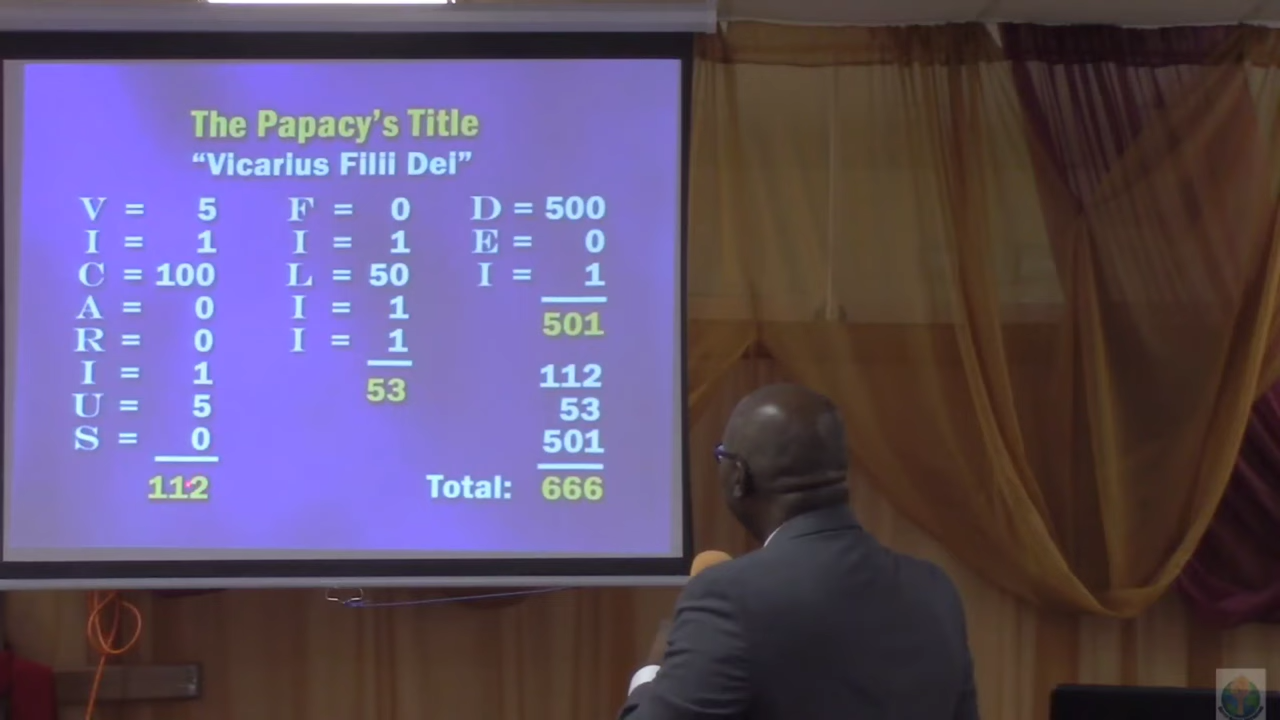 The Papacy's Title
"Vicarius Filii Dei"
V = 5
I = 1
C = 100
A = 0
R = 0
I = 1
U = 5
S = 0
112
F = 0
I = 1
L = 50
I = 1
I = 1
53
D = 500
E = 0
I = 1
501
112
53
501
Total: 666